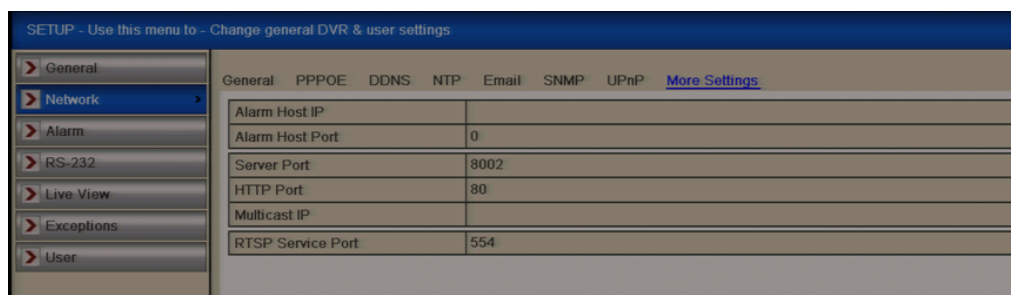 SETUP - Use this menu to - Change general DVR & user settings
General
Network
Alarm
RS-232
Live View
Exceptions
User
General PPPOE DDNS NTP Email SNMP UPnP More Settings
Alarm Host IP
Alarm Host Port 0
Server Port 8002
HTTP Port 80
Multicast IP
RTSP Service Port 554